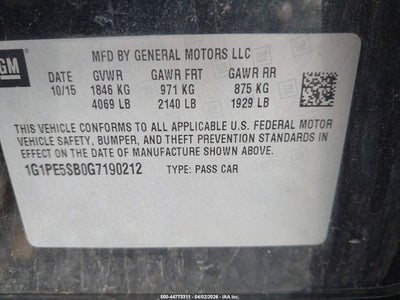 GM
MFD BY GENERAL MOTORS LLC
DATE GVWR GAWR FRT GAWR RR
10/15 1846 KG 971 KG 875 KG
4069 LB 2140 LB 1929 LB
THIS VEHICLE CONFORMS TO ALL APPLICABLE U.S. FEDERAL MOTOR
VEHICLE SAFETY, BUMPER, AND THEFT PREVENTION STANDARDS
IN EFFECT ON THE DATE OF MANUFACTURE SHOWN ABOVE.
1G1PE5SB0G7190212 TYPE: PASS CAR
000-44773311 - 04/02/2026 - IAA Inc.